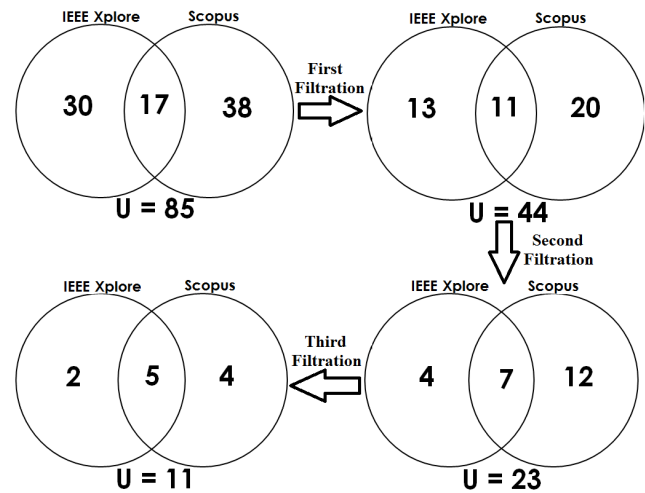 IEEE Xplore
Scopus
30
17
38
U = 85
First
Filtration
IEEE Xplore
Scopus
13
11
20
U = 44
Second
Filtration
IEEE Xplore
Scopus
4
7
12
U = 23
Third
Filtration
IEEE Xplore
Scopus
2
5
4
U = 11